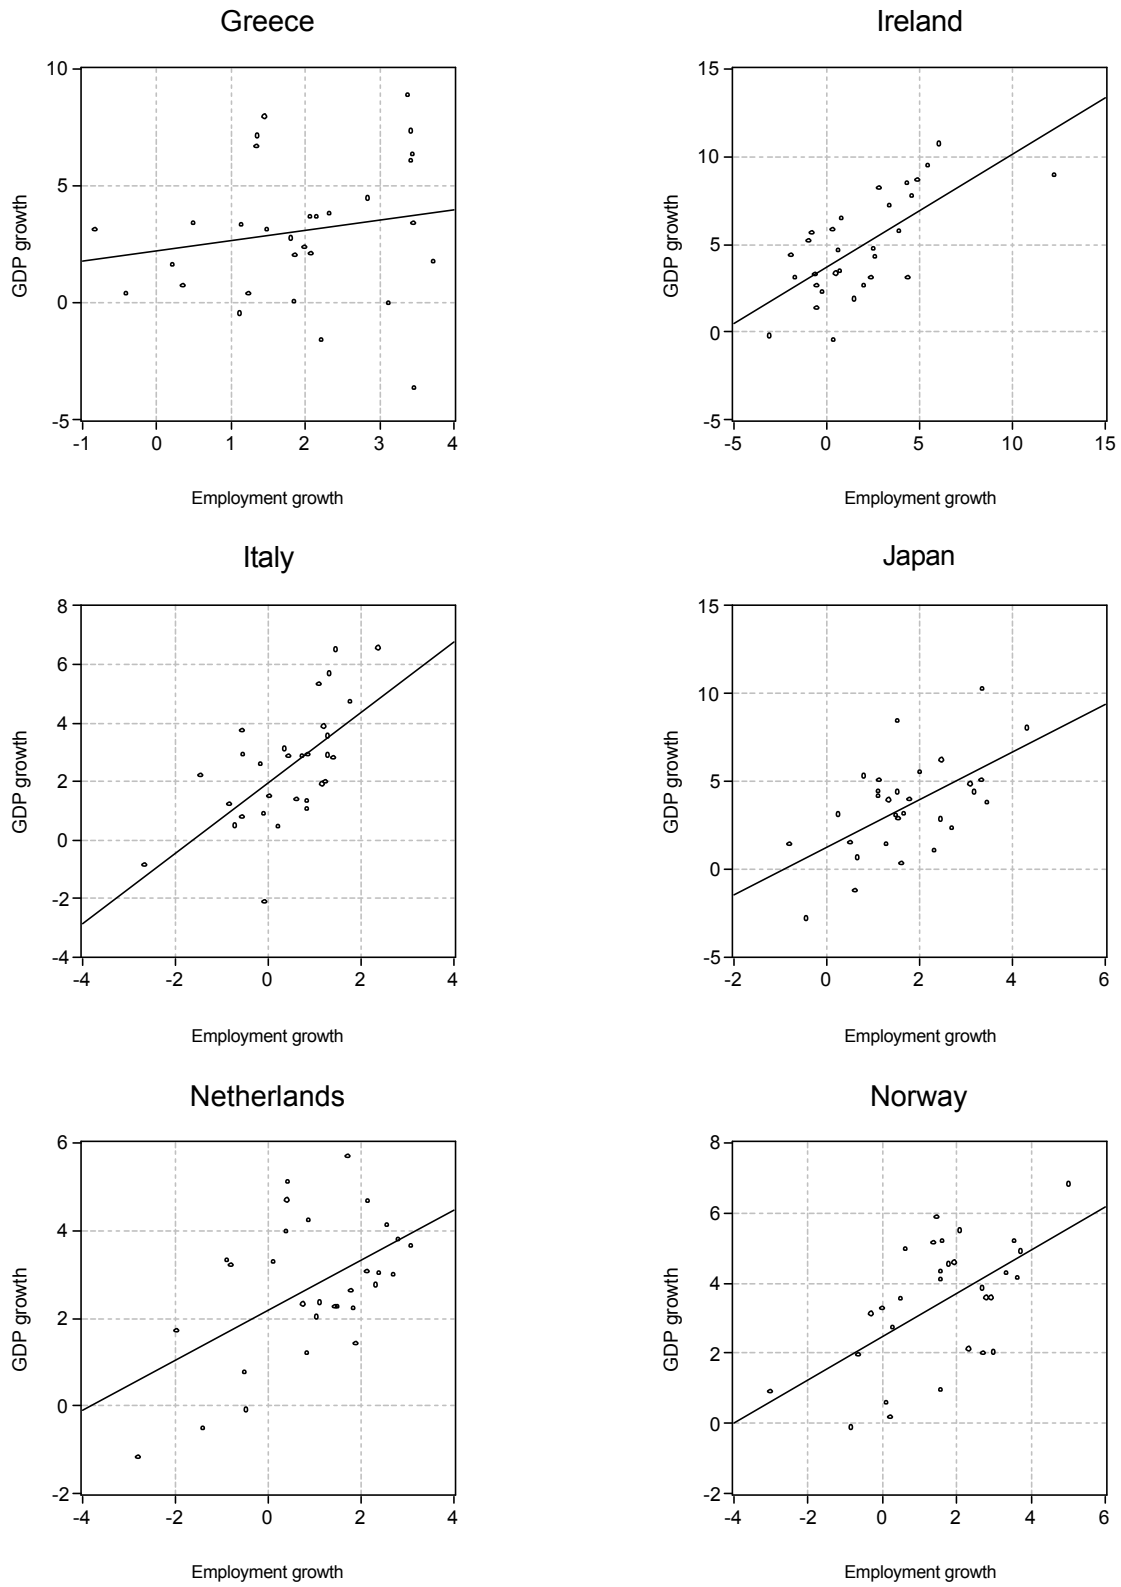 Greece
10
5
0
-5
-1 0 1 2 3 4
GDP growth
Employment growth
Ireland
15
10
5
0
-5
-5 0 5 10 15
GDP growth
Employment growth
Italy
8
6
4
2
0
-2
-4
-4 -2 0 2 4
GDP growth
Employment growth
Japan
15
10
5
0
-5
-2 0 2 4 6
GDP growth
Employment growth
Netherlands
6
4
2
0
-2
-4 -2 0 2 4
GDP growth
Employment growth
Norway
8
6
4
2
0
-2
-4 -2 0 2 4 6
GDP growth
Employment growth